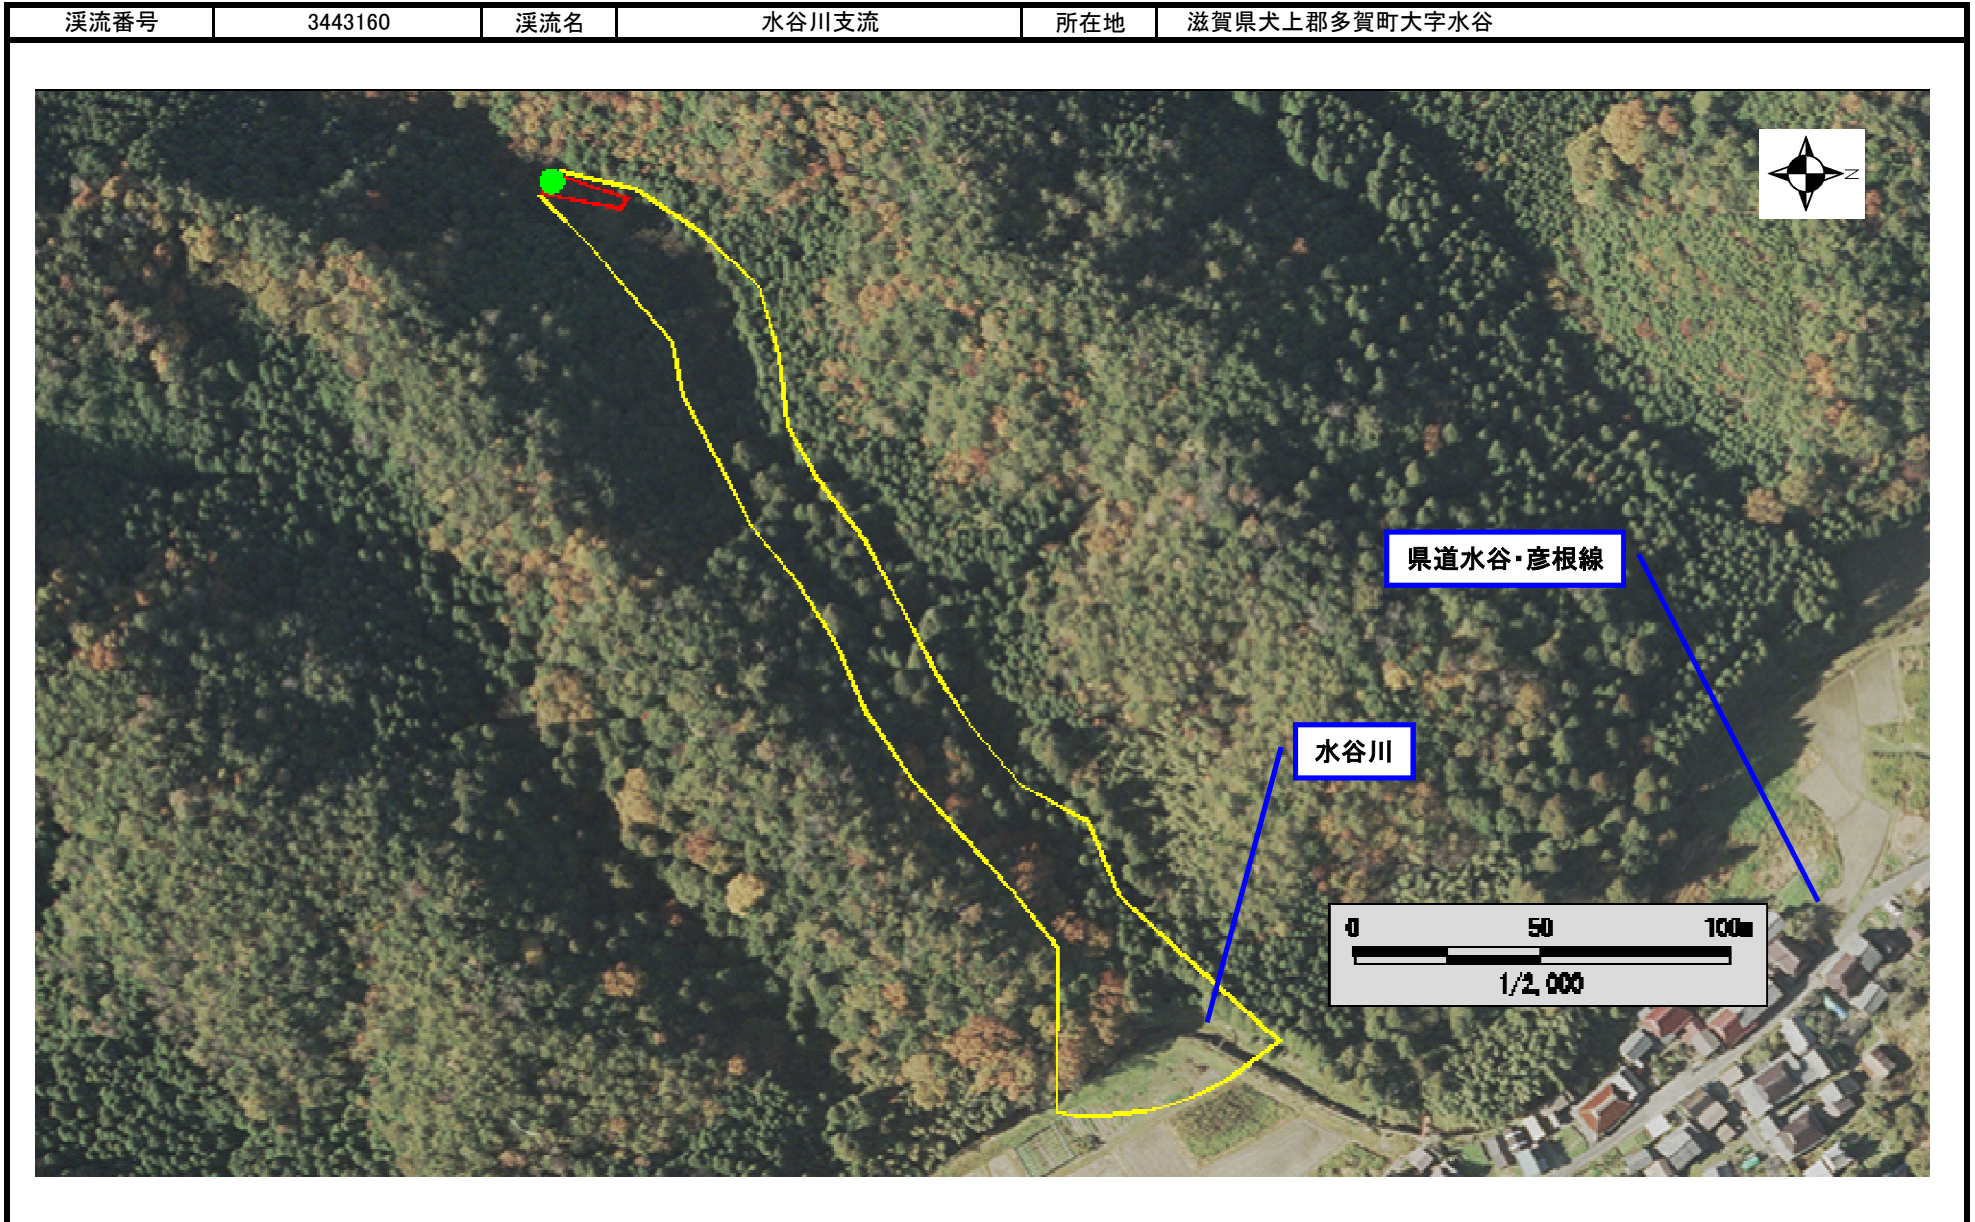 渓流番号 3443160 渓流名 水谷川支流 所在地 滋賀県犬上郡多賀町大字水谷
N
県道水谷・彦根線
水谷川
0 50 100m
1/2,000